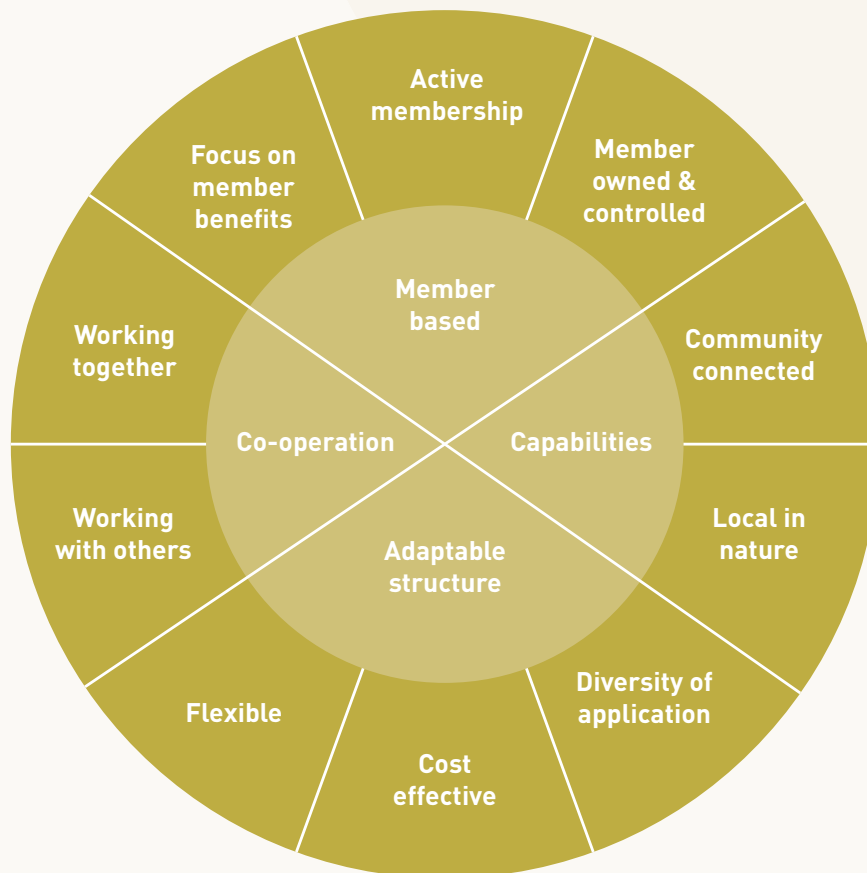 Active
membership
Member
owned &
controlled
Community
connected
Local in
nature
Diversity of
application
Cost
effective
Flexible
Working
with others
Working
together
Focus on
member
benefits
Member
based
Capabilities
Adaptable
structure
Co-operation